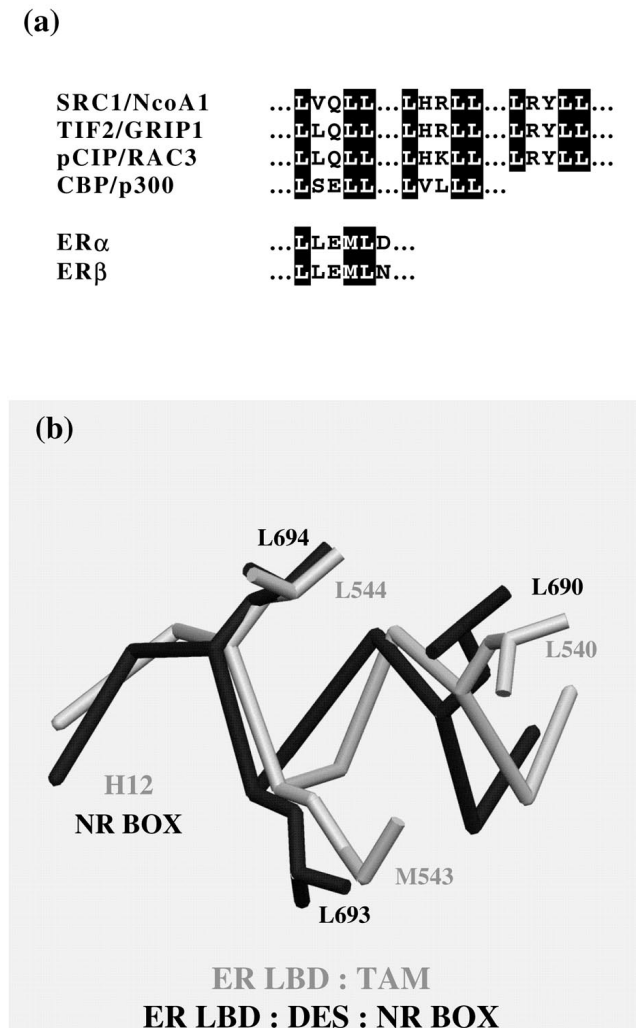 (a)
SRC1/NcoA1 ...LVQLL...LHRLL...LRYLL...
TIF2/GRIP1 ...LLQLL...LHRLL...LRYLL...
pCIP/RAC3 ...LLQLL...LHKLL...LRYLL...
CBP/p300 ...LSELL...LVLLL...
ERα ...LLEMLD...
ERβ ...LLEMLN...
(b)
L694
L544
L690
L540
H12
NR BOX
M543
L693
ER LBD : TAM
ER LBD : DES : NR BOX